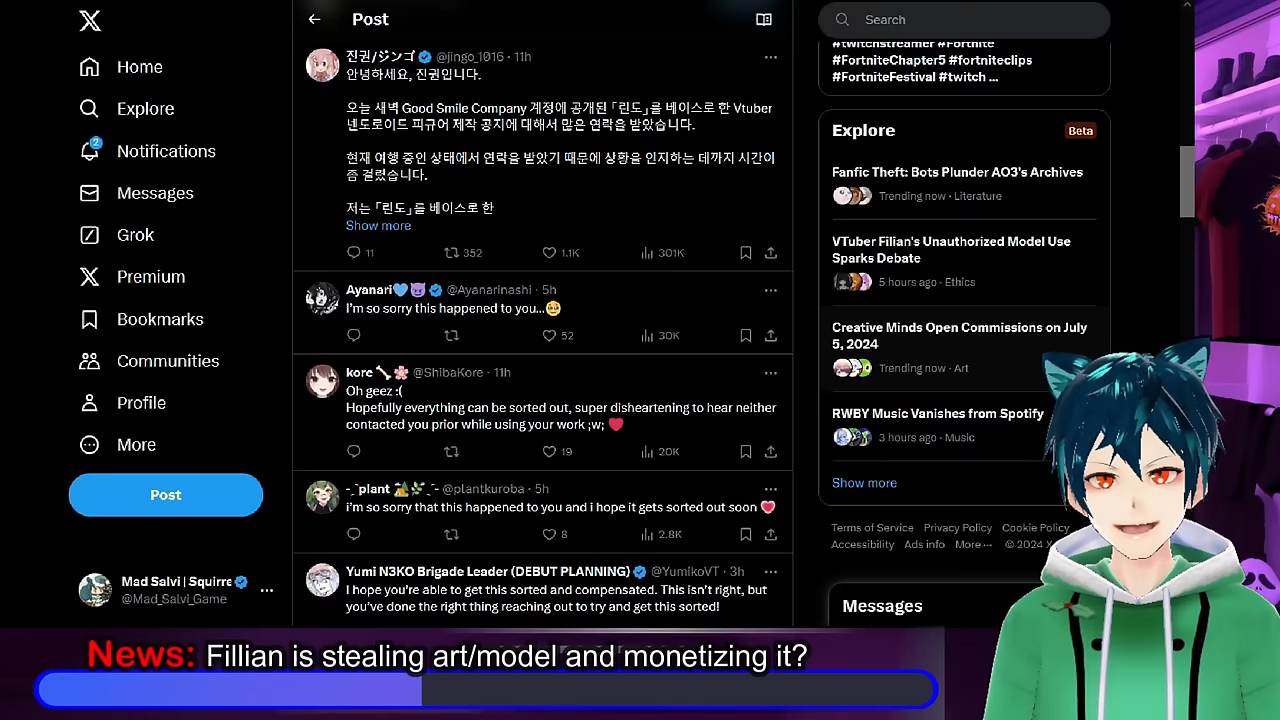 Home
Explore
Notifications
2
Messages
Grok
Premium
Bookmarks
Communities
Profile
More
Post
Mad Salvi | Squirre
@Mad_Salvi_Game
Post
진권/ジンゴ @jingo_1016 · 11h
안녕하세요, 진권입니다.
오늘 새벽 Good Smile Company 계정에 공개된 「린도」를 베이스로 한 Vtuber
넨도로이드 피규어 제작 공지에 대해서 많은 연락을 받았습니다.
현재 여행 중인 상태에서 연락을 받았기 때문에 상황을 인지하는 데까지 시간이
좀 걸렸습니다.
저는 「린도」를 베이스로 한
Show more
11 352 1.1K 301K
Ayanari💙😈 @Ayanarinashi · 5h
I'm so sorry this happened to you...🥹
52 30K
kore 🦴🌸 @ShibaKore · 11h
Oh geez :(
Hopefully everything can be sorted out, super disheartening to hear neither
contacted you prior while using your work ;w; ❤️
19 20K
-ˏˋplant 🏕️🌿ˎˊ- @plantkuroba · 5h
i'm so sorry that this happened to you and i hope it gets sorted out soon 💗
8 2.8K
Yumi N3KO Brigade Leader (DEBUT PLANNING) @YumikoVT · 3h
I hope you're able to get this sorted and compensated. This isn't right, but
you've done the right thing reaching out to try and get this sorted!
Search
#twitchstreamer #Fortnite
#FortniteChapter5 #fortniteclips
#FortniteFestival #twitch ...
Explore
Beta
Fanfic Theft: Bots Plunder AO3's Archives
Trending now · Literature
VTuber Filian's Unauthorized Model Use
Sparks Debate
5 hours ago · Ethics
Creative Minds Open Commissions on July
5, 2024
Trending now · Art
RWBY Music Vanishes from Spotify
3 hours ago · Music
Show more
Terms of Service Privacy Policy Cookie Policy
Accessibility Ads info More ··· © 2024 X
Messages
News: Fillian is stealing art/model and monetizing it?